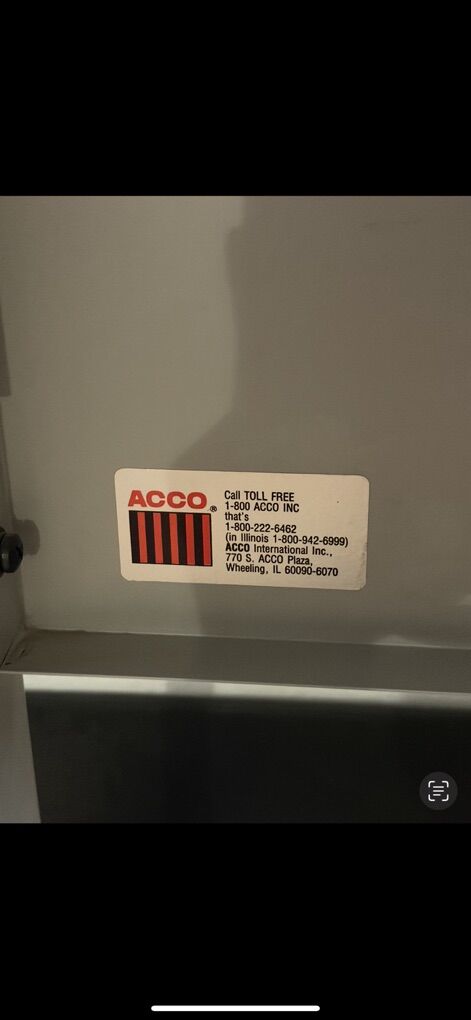 ACCO®
Call TOLL FREE
1-800 ACCO INC
that's
1-800-222-6462
(in Illinois 1-800-942-6999)
ACCO International Inc.,
770 S. ACCO Plaza,
Wheeling, IL 60090-6070